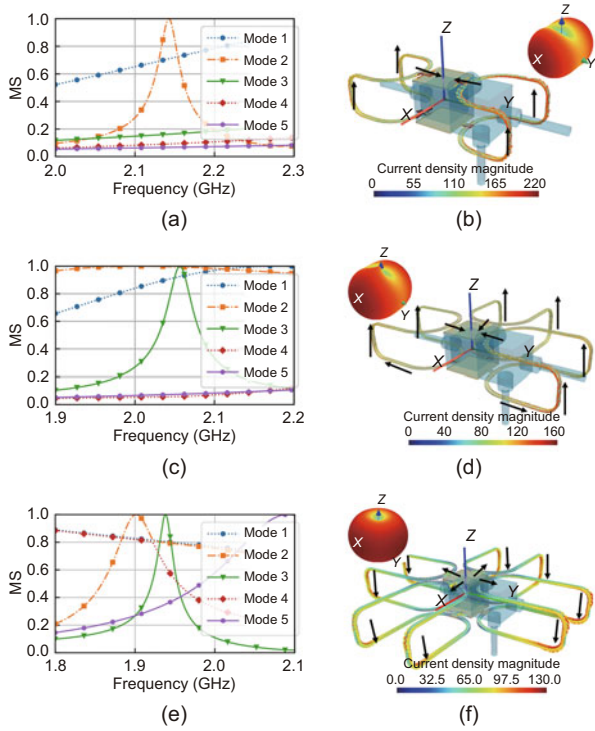 1.0
0.8
0.6
0.4
0.2
0.0
MS
2.0 2.1 2.2 2.3
Frequency (GHz)
Mode 1
Mode 2
Mode 3
Mode 4
Mode 5
(a)
Z
X
Y
Z
X
Y
Current density magnitude
0 55 110 165 220
(b)
1.0
0.8
0.6
0.4
0.2
0.0
MS
1.9 2.0 2.1 2.2
Frequency (GHz)
Mode 1
Mode 2
Mode 3
Mode 4
Mode 5
(c)
Z
X
Y
Z
X
Y
Current density magnitude
0 40 80 120 160
(d)
1.0
0.8
0.6
0.4
0.2
0.0
MS
1.8 1.9 2.0 2.1
Frequency (GHz)
Mode 1
Mode 2
Mode 3
Mode 4
Mode 5
(e)
Z
X
Y
Z
X
Y
Current density magnitude
0.0 32.5 65.0 97.5 130.0
(f)